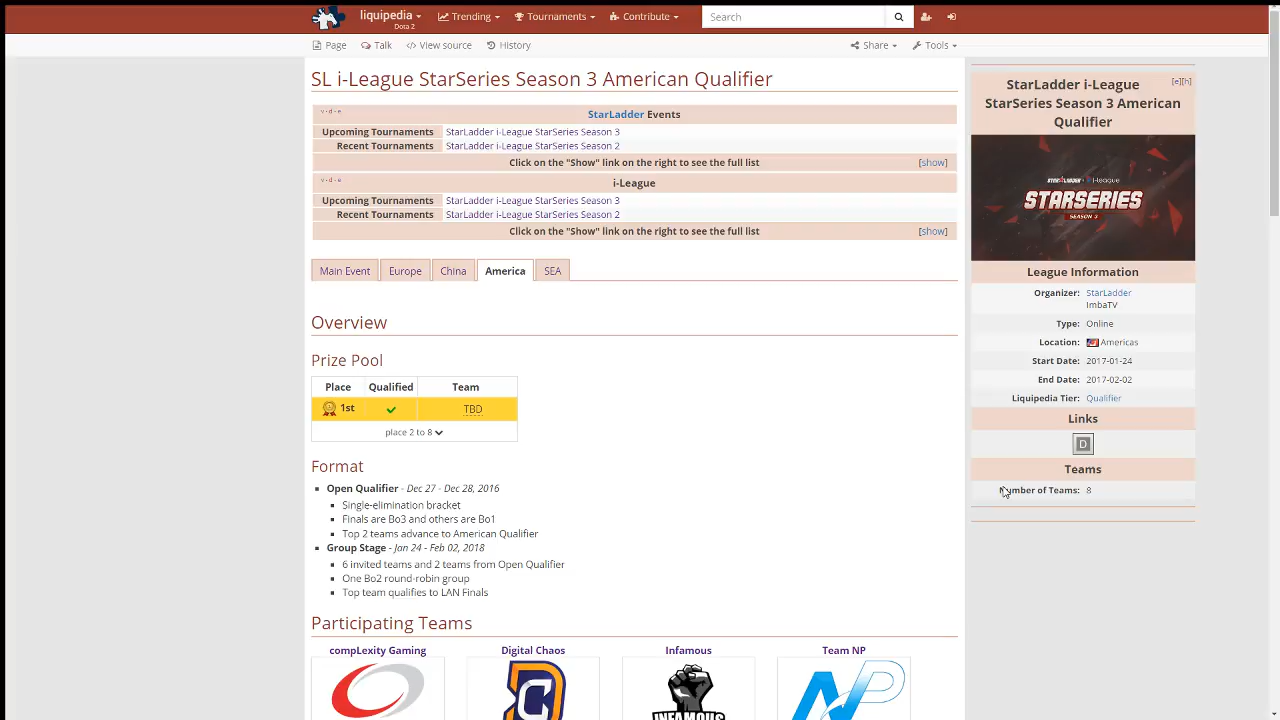 liquipedia
Dota 2
Trending
Tournaments
Contribute
Search
Page
Talk
View source
History
Share
Tools
SL i-League StarSeries Season 3 American Qualifier
v · d · e
StarLadder Events
Upcoming Tournaments StarLadder i-League StarSeries Season 3
Recent Tournaments StarLadder i-League StarSeries Season 2
Click on the "Show" link on the right to see the full list [show]
v · d · e
i-League
Upcoming Tournaments StarLadder i-League StarSeries Season 3
Recent Tournaments StarLadder i-League StarSeries Season 2
Click on the "Show" link on the right to see the full list [show]
Main Event Europe China America SEA
Overview
Prize Pool
Place Qualified Team
1st TBD
place 2 to 8
Format
Open Qualifier - Dec 27 - Dec 28, 2016
Single-elimination bracket
Finals are Bo3 and others are Bo1
Top 2 teams advance to American Qualifier
Group Stage - Jan 24 - Feb 02, 2018
6 invited teams and 2 teams from Open Qualifier
One Bo2 round-robin group
Top team qualifies to LAN Finals
Participating Teams
compLexity Gaming Digital Chaos Infamous Team NP
INFAMOUS
StarLadder i-League
StarSeries Season 3 American
Qualifier
[e][h]
STARLADDER i-league
STARSERIES
SEASON 3
League Information
Organizer: StarLadder
ImbaTV
Type: Online
Location: Americas
Start Date: 2017-01-24
End Date: 2017-02-02
Liquipedia Tier: Qualifier
Links
D
Teams
Number of Teams: 8